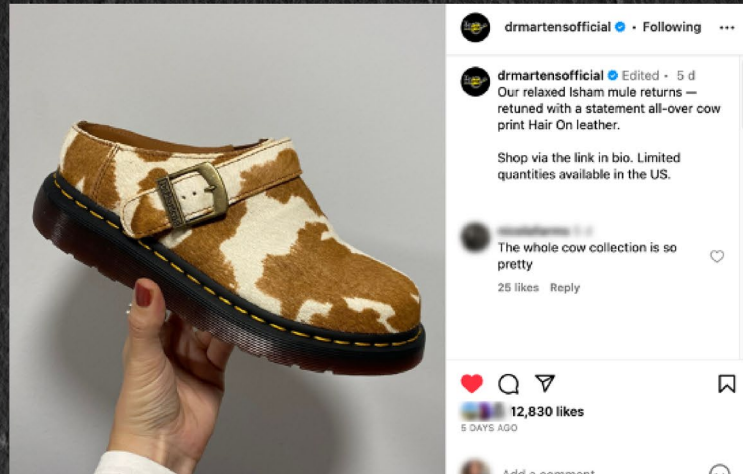 drmartensofficial • Following
drmartensofficial Edited • 5 d
Our relaxed Isham mule returns —
retuned with a statement all-over cow
print Hair On leather.
Shop via the link in bio. Limited
quantities available in the US.
The whole cow collection is so
pretty
25 likes Reply
12,830 likes
5 DAYS AGO
Add a comment